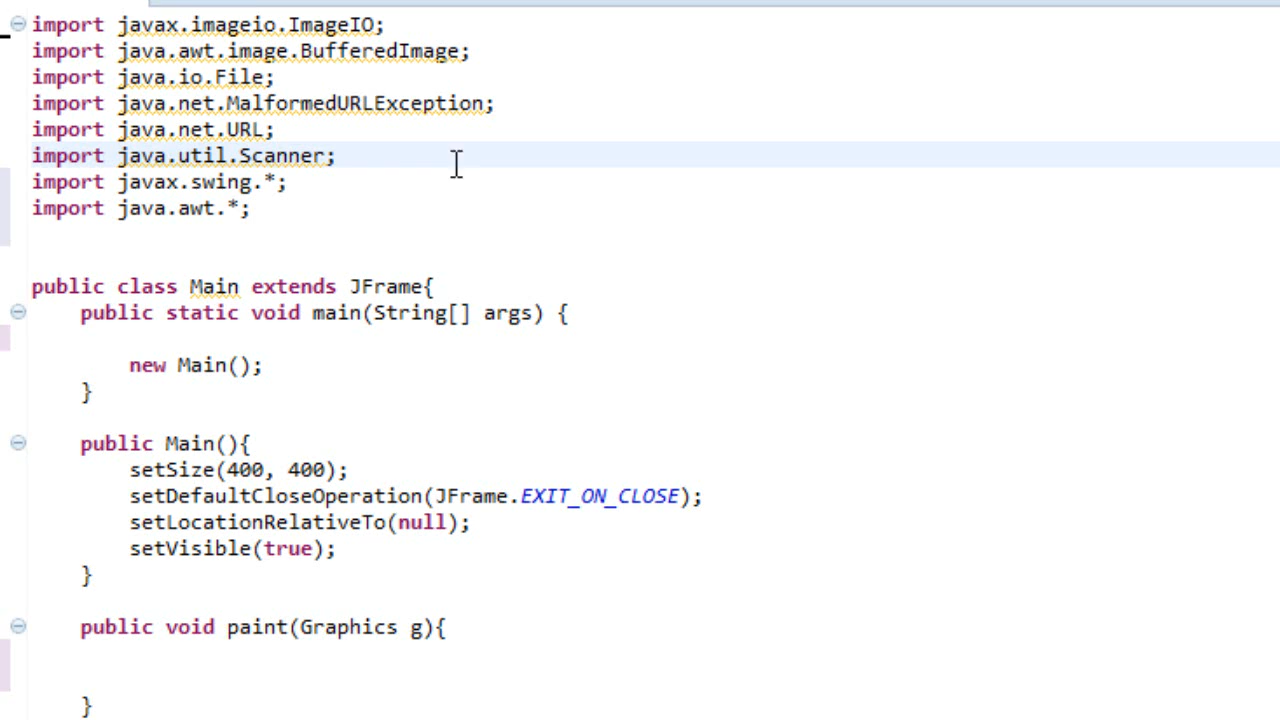 import javax.imageio.ImageIO;
import java.awt.image.BufferedImage;
import java.io.File;
import java.net.MalformedURLException;
import java.net.URL;
import java.util.Scanner;
import javax.swing.*;
import java.awt.*;
public class Main extends JFrame{
public static void main(String[] args) {
new Main();
}
public Main(){
setSize(400, 400);
setDefaultCloseOperation(JFrame.EXIT_ON_CLOSE);
setLocationRelativeTo(null);
setVisible(true);
}
public void paint(Graphics g){
}